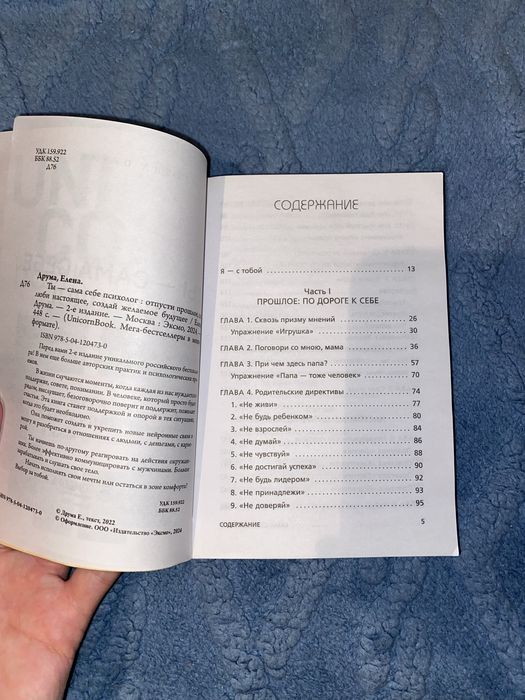 УДК 159.922
ББК 88.52
Д76
Друма, Елена.
Д76
Ты — сама себе психолог : отпусти прошлое,
люби настоящее, создай желаемое будущее /
Друма. — 2-е издание. — Москва : Эксмо, 2024. —
448 с. — (UnicornBook. Мега-бестселлеры в
формате).
ISBN 978-5-04-120473-0
Перед вами 2-е издание уникального российского
В нем еще больше авторских практик и психологических
В жизни случаются моменты, когда каждая из нас нуждается
поддержке, совете, понимании. В человеке, который просто
рядом, выслушает, безоговорочно поверит и поддержит,
счастье. Эта книга станет поддержкой и опорой в тех ситуациях,
это будет необходимо.
Она поможет создать и укрепить новые нейронные связи
мозгу и разобраться в отношениях с людьми, с деньгами, с
Ты начнешь по-другому реагировать на действия
Более эффективно коммуницировать с мужчинами. Больше
зарабатывать и слушать свое тело.
Начать исполнять свои мечты или остаться в зоне комфорта?
Выбор за тобой.
УДК 159.922
ББК 88.52
ISBN 978-5-04-120473-0
© Друма Е., текст, 2022
© Оформление. ООО «Издательство «Эксмо», 2024
СОДЕРЖАНИЕ
Я — с тобой 13
Часть I
ПРОШЛОЕ: ПО ДОРОГЕ К СЕБЕ
ГЛАВА 1. Сквозь призму мнений 26
Упражнение «Игрушка» 30
ГЛАВА 2. Поговори со мною, мама 36
ГЛАВА 3. При чем здесь папа? 57
Упражнение «Папа — тоже человек» 70
ГЛАВА 4. Родительские директивы 74
1. «Не живи» 77
2. «Не будь ребенком» 80
3. «Не взрослей» 84
4. «Не думай» 86
5. «Не чувствуй» 88
6. «Не достигай успеха» 90
7. «Не будь лидером» 92
8. «Не принадлежи» 93
9. «Не доверяй» 95
СОДЕРЖАНИЕ 5